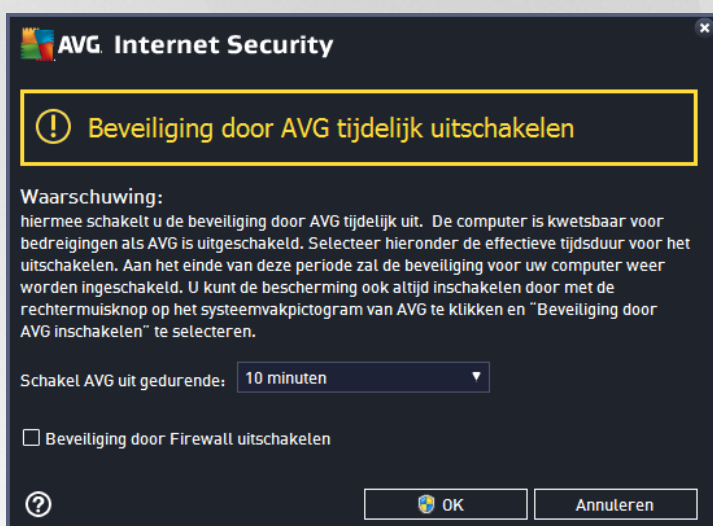 AVG. Internet Security
Beveiliging door AVG tijdelijk uitschakelen
Waarschuwing:
hiermee schakelt u de beveiliging door AVG tijdelijk uit. De computer is kwetsbaar voor
bedreigingen als AVG is uitgeschakeld. Selecteer hieronder de effectieve tijdsduur voor het
uitschakelen. Aan het einde van deze periode zal de beveiliging voor uw computer weer
worden ingeschakeld. U kunt de bescherming ook altijd inschakelen door met de
rechtermuisknop op het systeemvakpictogram van AVG te klikken en "Beveiliging door
AVG inschakelen" te selecteren.
Schakel AVG uit gedurende: 10 minuten
Beveiliging door Firewall uitschakelen
OK Annuleren